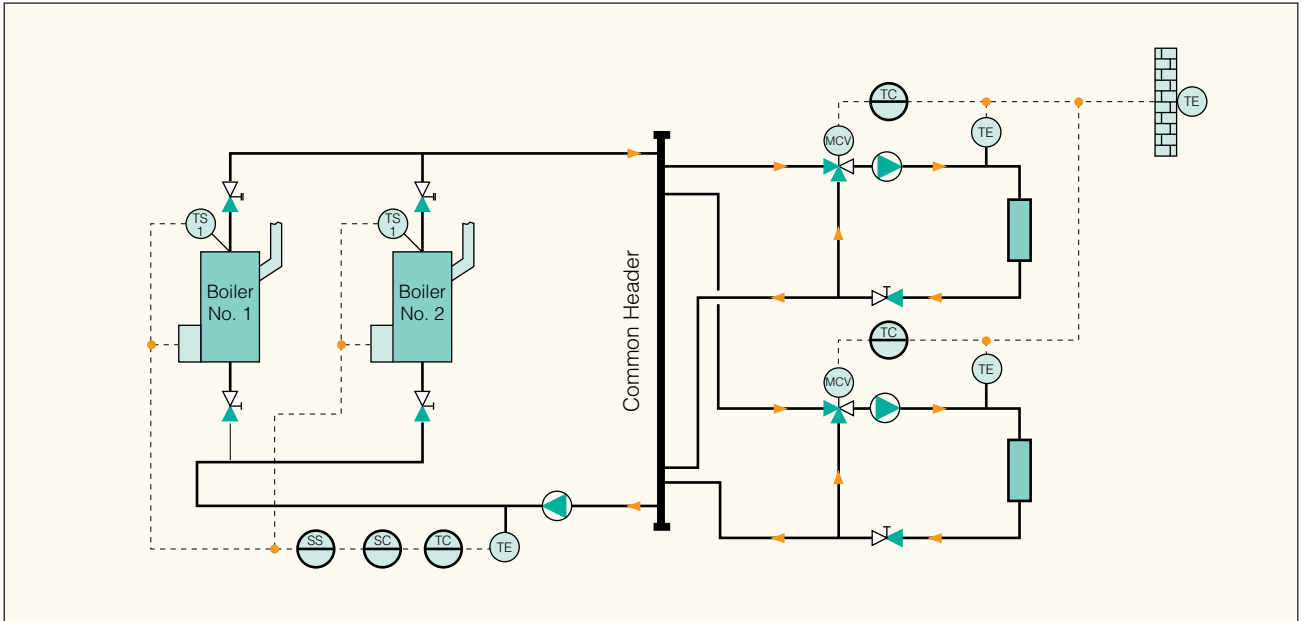 TC
TE
MCV
TE
TS
1
TS
1
Boiler
No. 1
Boiler
No. 2
Common Header
TC
MCV
TE
SS
SC
TC
TE